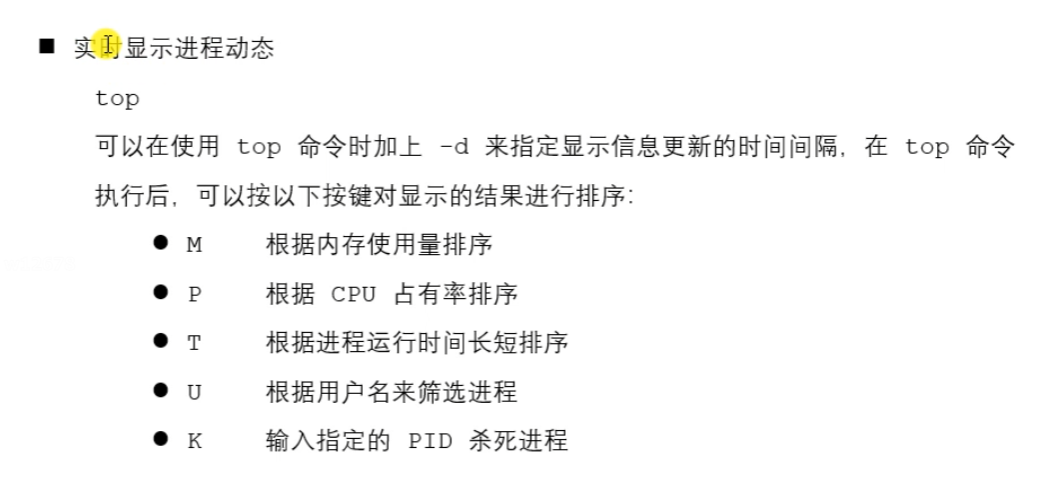 ■ 实时显示进程动态
top
可以在使用 top 命令时加上 -d 来指定显示信息更新的时间间隔，在 top 命令
执行后，可以按以下按键对显示的结果进行排序：
● M 根据内存使用量排序
● P 根据 CPU 占有率排序
● T 根据进程运行时间长短排序
● U 根据用户名来筛选进程
● K 输入指定的 PID 杀死进程